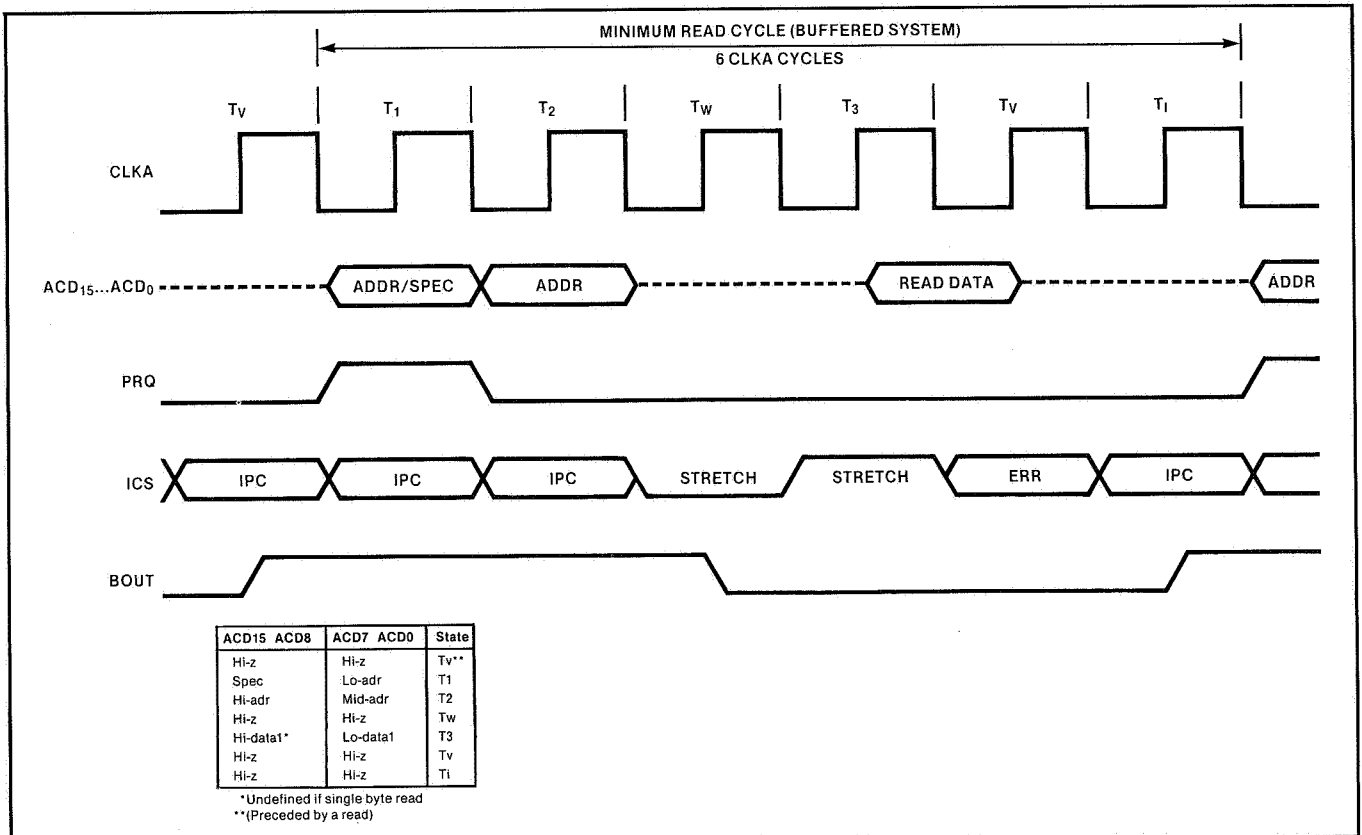 MINIMUM READ CYCLE (BUFFERED SYSTEM)
6 CLKA CYCLES
TV T1 T2 TW T3 TV TI
CLKA
ACD15...ACD0 ADDR/SPEC ADDR READ DATA ADDR
PRQ
ICS IPC IPC IPC STRETCH STRETCH ERR IPC
BOUT
ACD15 ACD8 ACD7 ACD0 State
Hi-z Hi-z Tv**
Spec Lo-adr T1
Hi-adr Mid-adr T2
Hi-z Hi-z Tw
Hi-data1* Lo-data1 T3
Hi-z Hi-z Tv
Hi-z Hi-z Ti
*Undefined if single byte read
**(Preceded by a read)